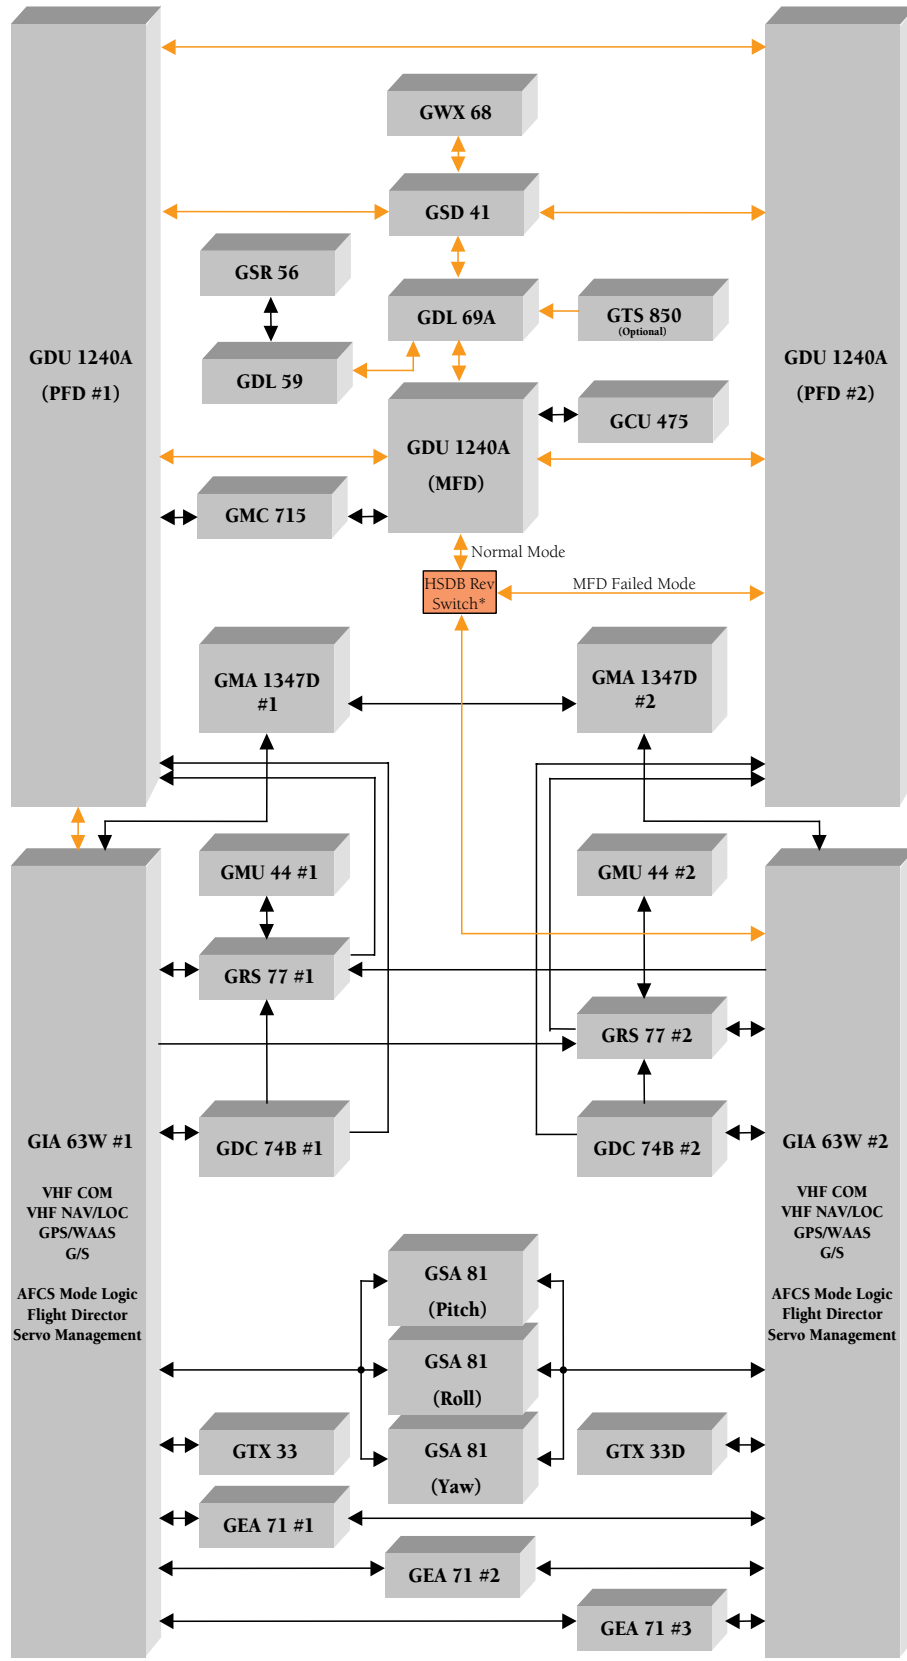 GWX 68
GSD 41
GSR 56
GDL 69A
GTS 850
(Optional)
GDU 1240A
(PFD #1)
GDL 59
GDU 1240A
(PFD #2)
GCU 475
GDU 1240A
(MFD)
GMC 715
Normal Mode
HSDB Rev
Switch*
MFD Failed Mode
GMA 1347D
#1
GMA 1347D
#2
GMU 44 #1
GMU 44 #2
GRS 77 #1
GRS 77 #2
GIA 63W #1
GDC 74B #1
GDC 74B #2
GIA 63W #2
VHF COM
VHF NAV/LOC
GPS/WAAS
G/S
AFCS Mode Logic
Flight Director
Servo Management
VHF COM
VHF NAV/LOC
GPS/WAAS
G/S
AFCS Mode Logic
Flight Director
Servo Management
GSA 81
(Pitch)
GSA 81
(Roll)
GSA 81
(Yaw)
GTX 33
GTX 33D
GEA 71 #1
GEA 71 #2
GEA 71 #3